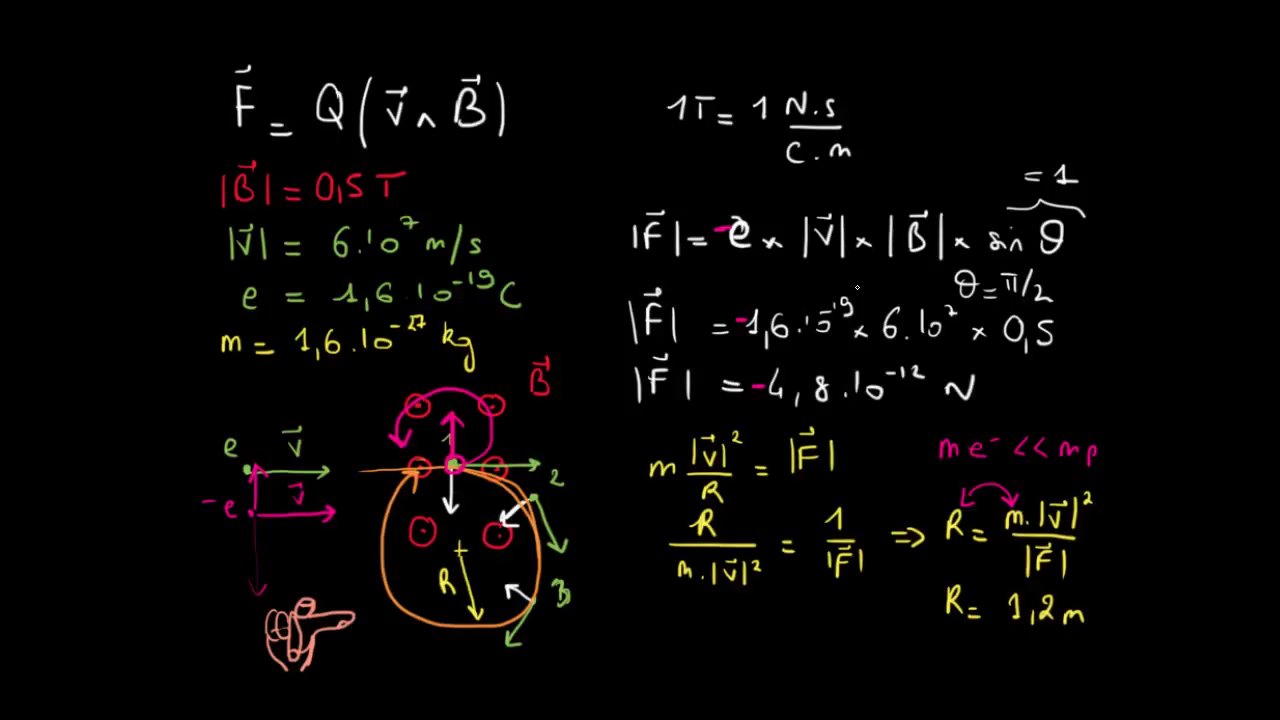 F⃗ = Q(v⃗ ∧ B⃗)
|B⃗| = 0,5 T
|v⃗| = 6.10⁷ m/s
e = 1,6.10⁻¹⁹ C
m = 1,6.10⁻²⁷ kg
B⃗
e v⃗
-e v⃗
1
2
3
R
1T = 1 N.s / C.m
= 1
|F⃗| = -e × |v⃗| × |B⃗| × sin θ
θ = π/2
|F⃗| = -1,6.10⁻¹⁹ × 6.10⁷ × 0,5
|F⃗| = -4,8.10⁻¹² N
m |v⃗|² / R = |F⃗|
me⁻ << mp
R / m.|v⃗|² = 1 / |F⃗| => R = m.|v⃗|² / |F⃗|
R = 1,2 m